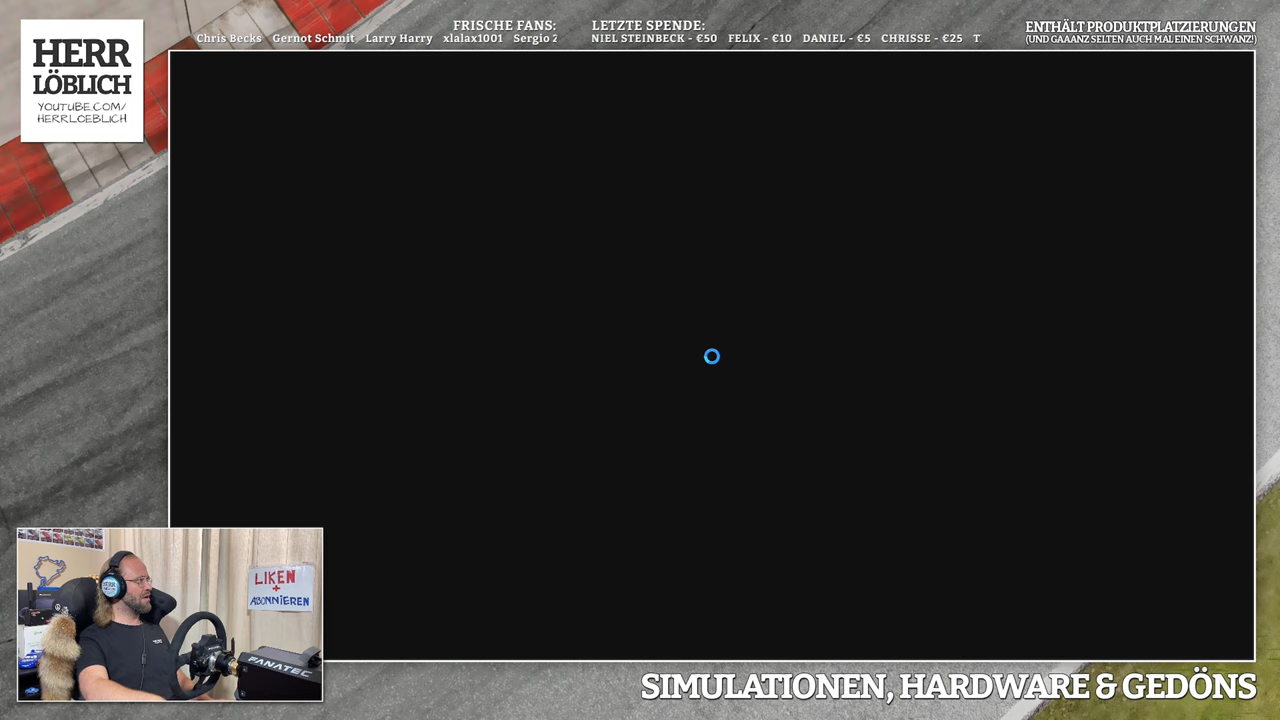 HERR
LÖBLICH
YOUTUBE.COM/
HERRLOEBLICH
FRISCHE FANS:
Chris Becks Gernot Schmit Larry Harry xlalax1001 Sergio 2
LETZTE SPENDE:
NIEL STEINBECK - €50 FELIX - €10 DANIEL - €5 CHRISSE - €25 T
ENTHÄLT PRODUKTPLATZIERUNGEN
(UND GAAANZ SELTEN AUCH MAL EINEN SCHWANZ!)
LIKEN
+
ABONNIEREN
FANATEC
SIMULATIONEN, HARDWARE & GEDÖNS